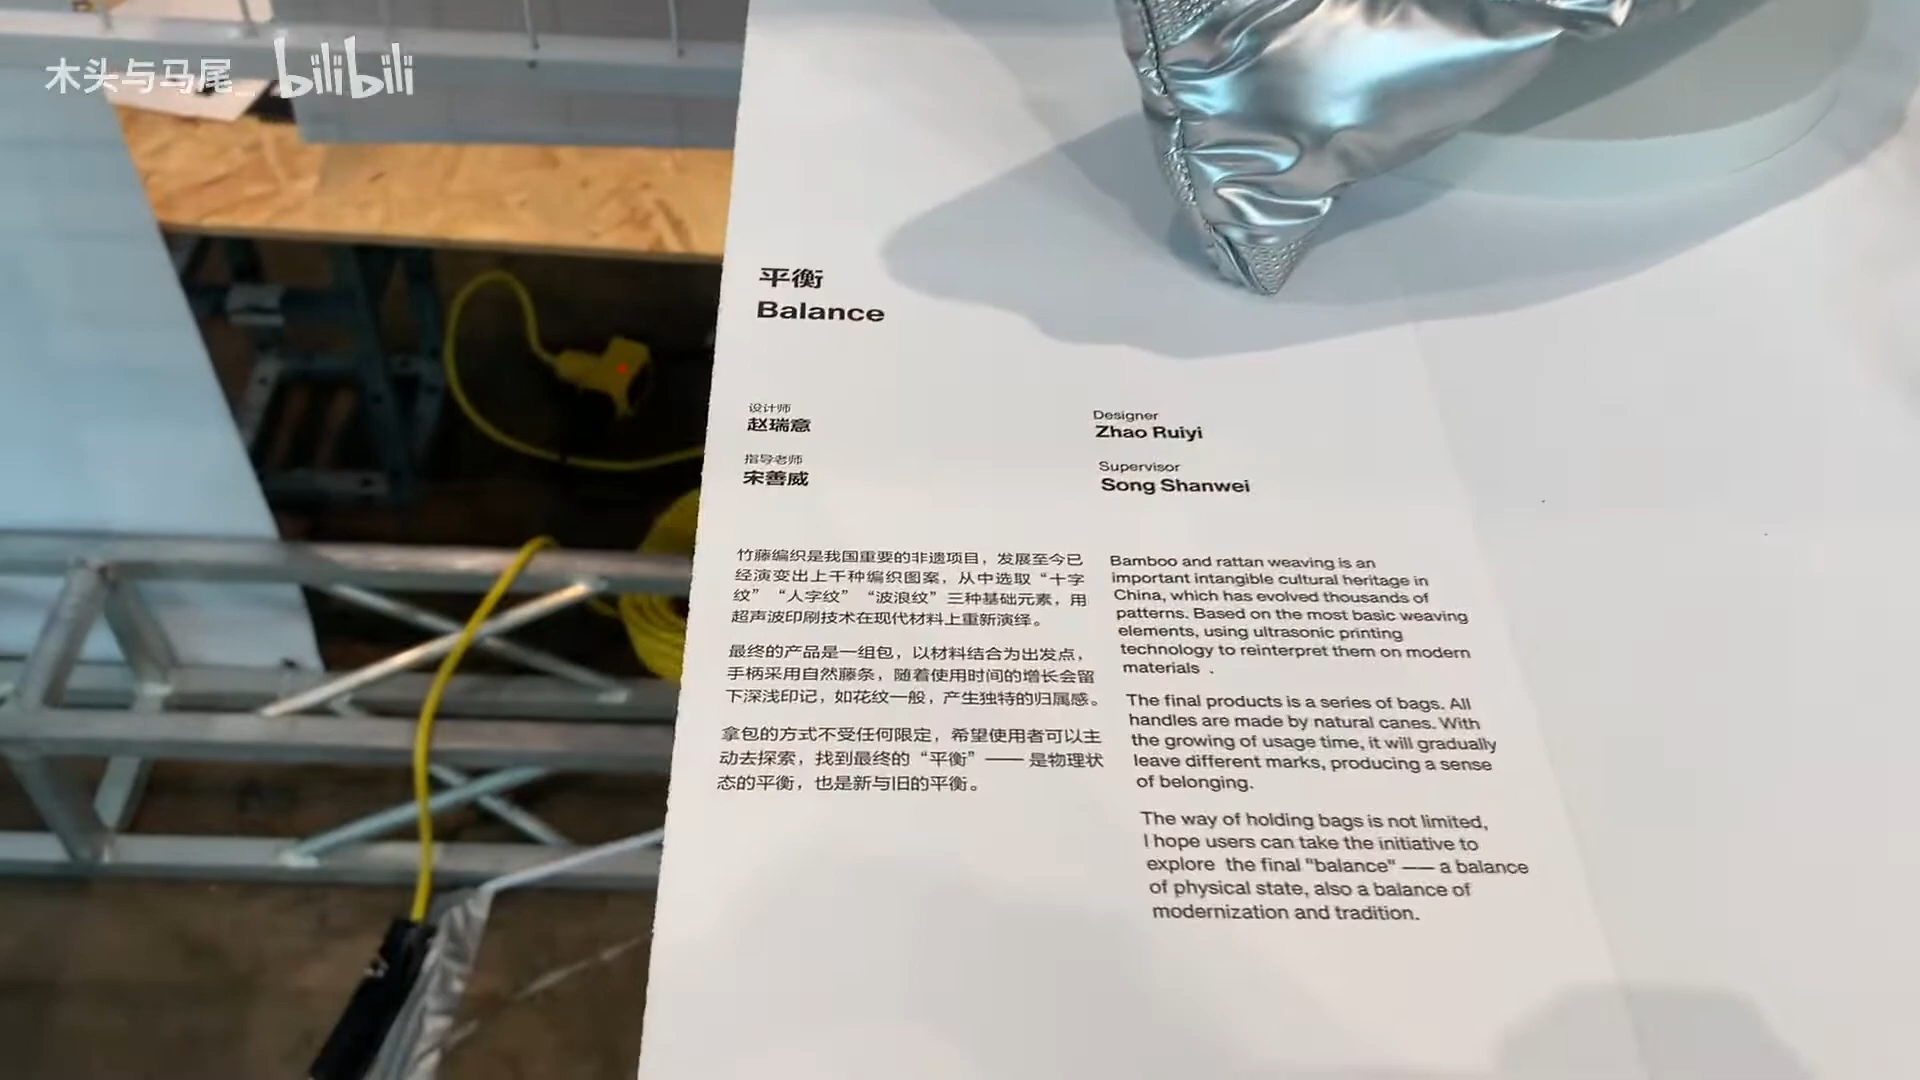 木头与马尾_ bilibili
平衡
Balance
设计师
赵瑞意
指导老师
宋善威
Designer
Zhao Ruiyi
Supervisor
Song Shanwei
竹藤编织是我国重要的非遗项目，发展至今已
经演变出上千种编织图案，从中选取“十字
纹”“人字纹”“波浪纹”三种基础元素，用
超声波印刷技术在现代材料上重新演绎。
最终的产品是一组包，以材料结合为出发点，
手柄采用自然藤条，随着使用时间的增长会留
下深浅印记，如花纹一般，产生独特的归属感。
拿包的方式不受任何限定，希望使用者可以主
动去探索，找到最终的“平衡”—— 是物理状
态的平衡，也是新与旧的平衡。
Bamboo and rattan weaving is an
important intangible cultural heritage in
China, which has evolved thousands of
patterns. Based on the most basic weaving
elements, using ultrasonic printing
technology to reinterpret them on modern
materials .
The final products is a series of bags. All
handles are made by natural canes. With
the growing of usage time, it will gradually
leave different marks, producing a sense
of belonging.
The way of holding bags is not limited,
I hope users can take the initiative to
explore the final "balance" —— a balance
of physical state, also a balance of
modernization and tradition.